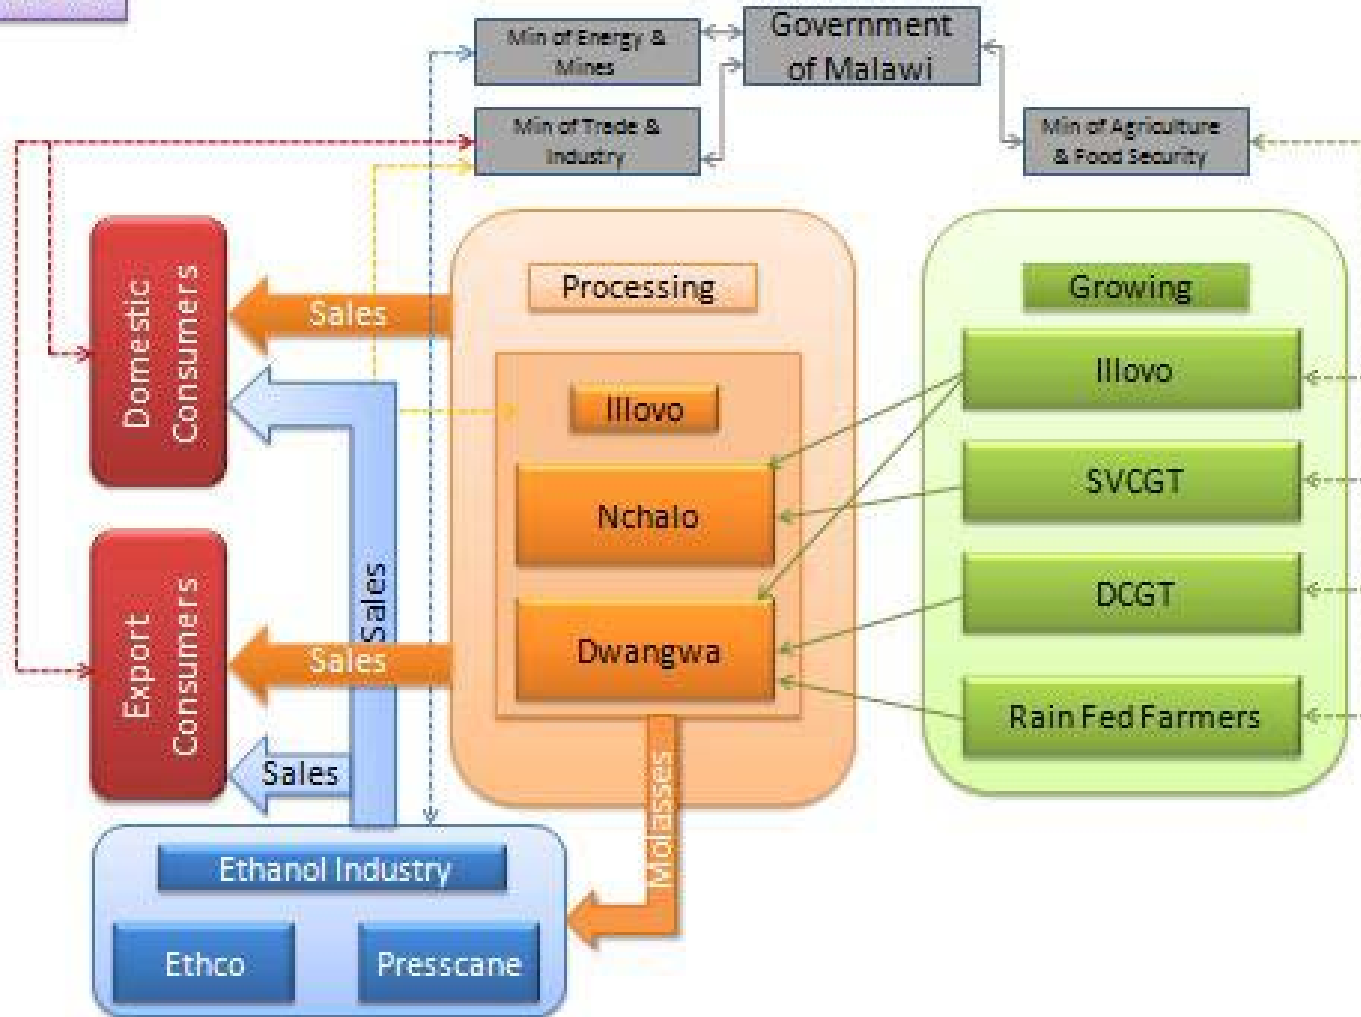 Min of Energy &
Mines
Government
of Malawi
Min of Trade &
Industry
Min of Agriculture
& Food Security
Domestic
Consumers
Sales
Processing
Growing
Illovo
Illovo
Nchalo
SVCGT
Export
Consumers
Sales
Sales
Dwangwa
DCGT
Rain Fed Farmers
Sales
Molasses
Ethanol Industry
Ethco
Presscane